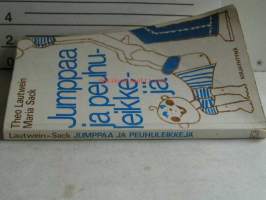 Theo Lautwein
Maria Sack
Jumppaa
ja peuhu-
leikke-
jä
Lautwein-Sack JUMPPAA JA PEUHULEIKKEJÄ